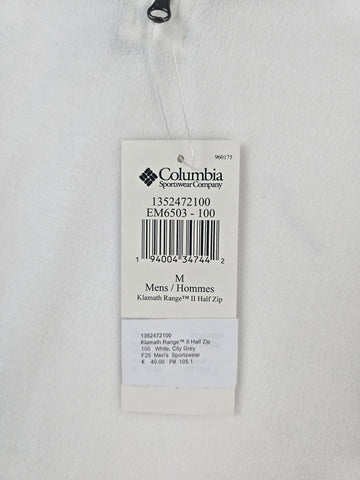 960175
Columbia
Sportswear Company
1352472100
EM6503 - 100
1 94004 34744 2
M
Mens / Hommes
Klamath Range™ II Half Zip
1352472100
Klamath Range™ II Half Zip
100 White, City Grey
F25 Men's Sportswear
€ 40.00 P# 105.1